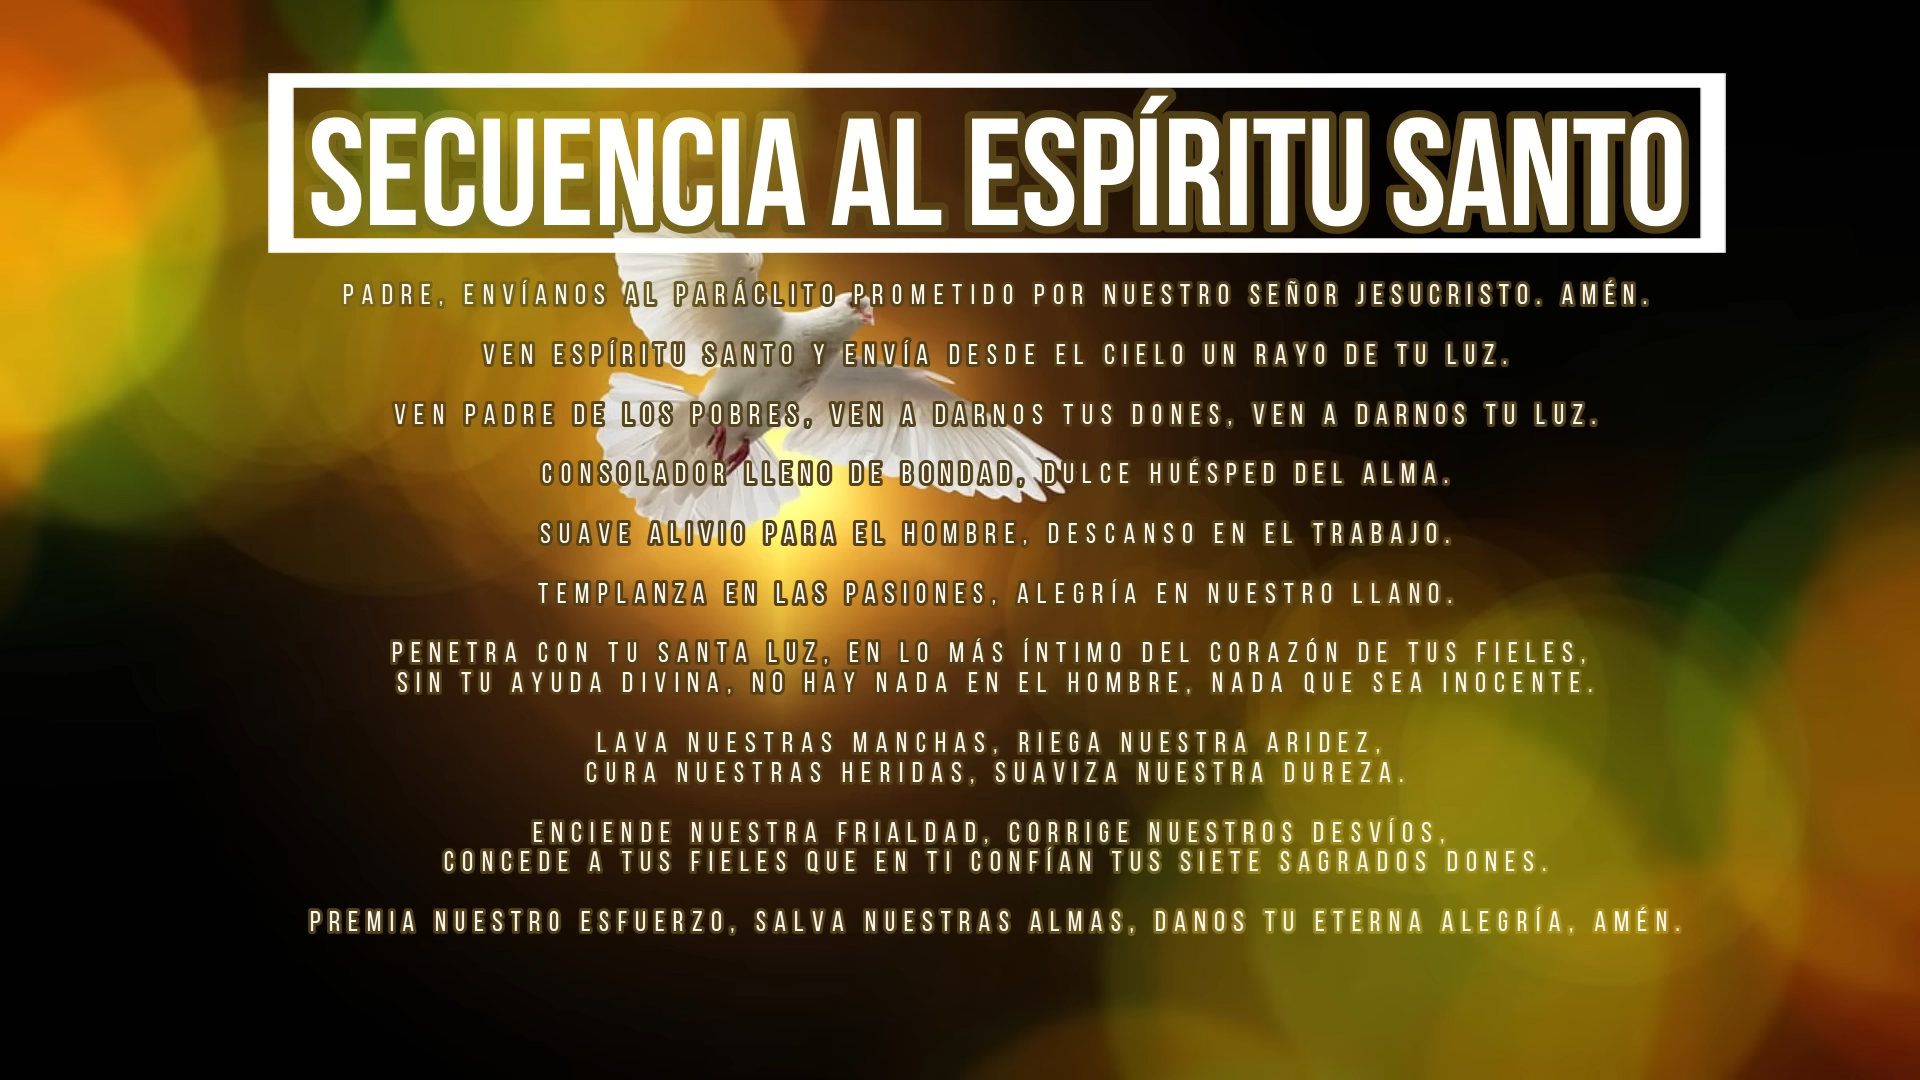 SECUENCIA AL ESPÍRITU SANTO
PADRE, ENVÍANOS AL PARÁCLITO PROMETIDO POR NUESTRO SEÑOR JESUCRISTO. AMÉN.
VEN ESPÍRITU SANTO Y ENVÍA DESDE EL CIELO UN RAYO DE TU LUZ.
VEN PADRE DE LOS POBRES, VEN A DARNOS TUS DONES, VEN A DARNOS TU LUZ.
CONSOLADOR LLENO DE BONDAD, DULCE HUÉSPED DEL ALMA.
SUAVE ALIVIO PARA EL HOMBRE, DESCANSO EN EL TRABAJO.
TEMPLANZA EN LAS PASIONES, ALEGRÍA EN NUESTRO LLANO.
PENETRA CON TU SANTA LUZ, EN LO MÁS ÍNTIMO DEL CORAZÓN DE TUS FIELES,
SIN TU AYUDA DIVINA, NO HAY NADA EN EL HOMBRE, NADA QUE SEA INOCENTE.
LAVA NUESTRAS MANCHAS, RIEGA NUESTRA ARIDEZ,
CURA NUESTRAS HERIDAS, SUAVIZA NUESTRA DUREZA.
ENCIENDE NUESTRA FRIALDAD, CORRIGE NUESTROS DESVÍOS,
CONCEDE A TUS FIELES QUE EN TI CONFÍAN TUS SIETE SAGRADOS DONES.
PREMIA NUESTRO ESFUERZO, SALVA NUESTRAS ALMAS, DANOS TU ETERNA ALEGRÍA, AMÉN.